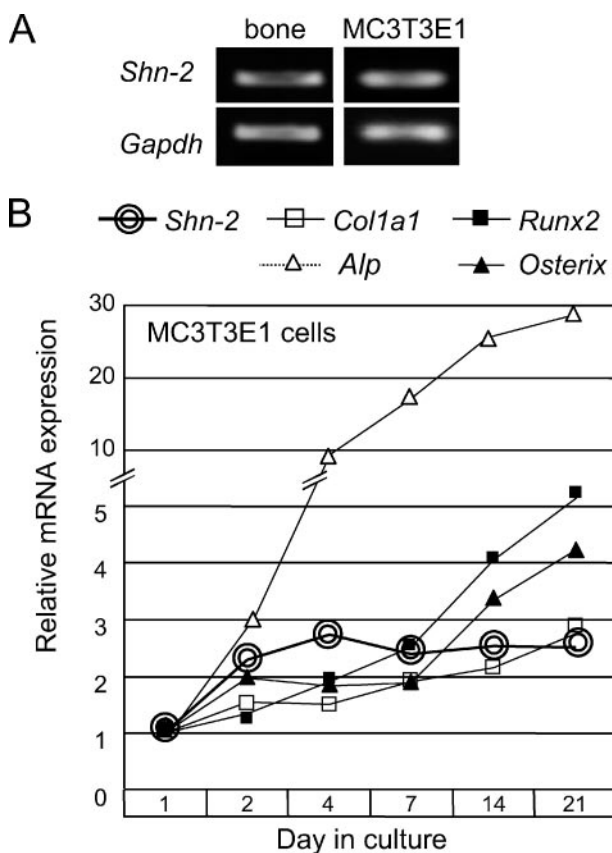 A
bone MC3T3E1
Shn-2
Gapdh
B
Shn-2 Col1a1 Runx2
Alp Osterix
30
MC3T3E1 cells
20
10
5
4
3
2
1
0
Relative mRNA expression
1 2 4 7 14 21
Day in culture